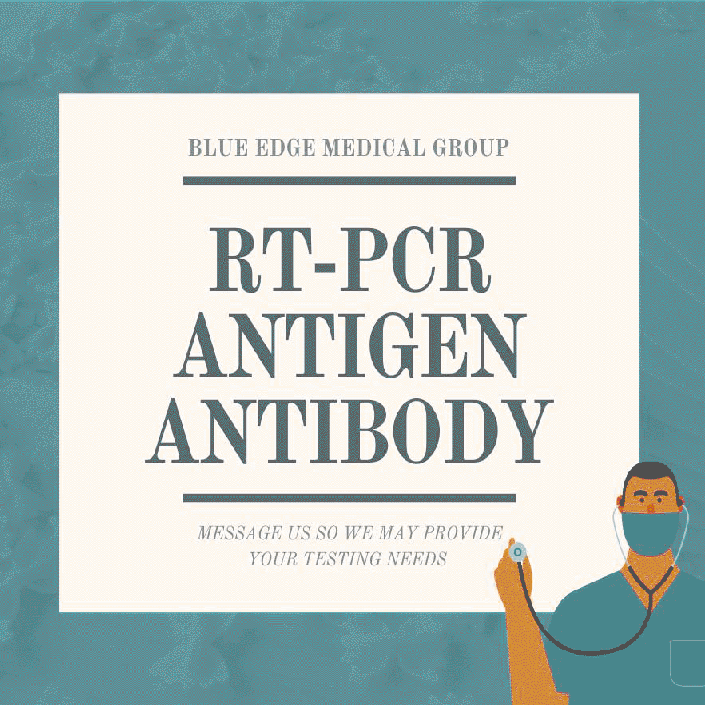 BLUE EDGE MEDICAL GROUP
RT-PCR
ANTIGEN
ANTIBODY
MESSAGE US SO WE MAY PROVIDE
YOUR TESTING NEEDS